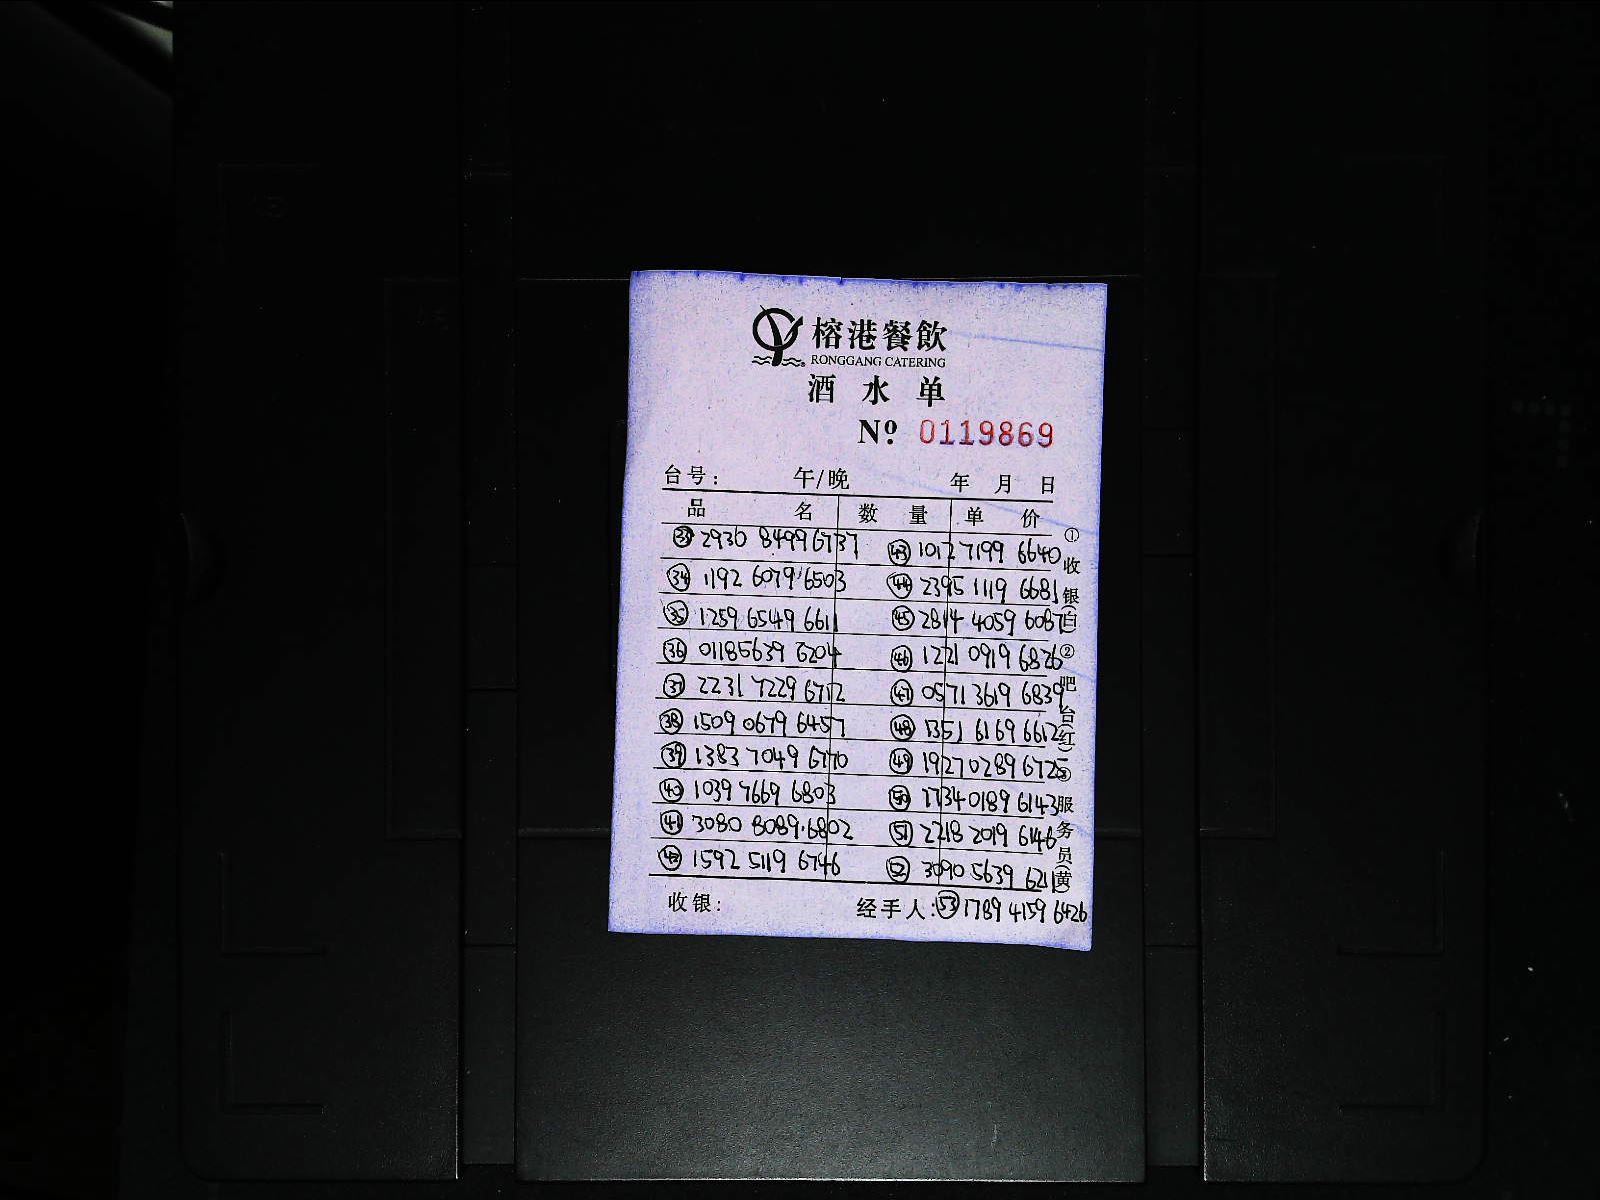 榕港餐飲
RONGGANG CATERING
酒水单
Nº 0119869
台号: 午/晚 年 月 日
品 名 数 量 单 价
㉝ 2930 8499 6737 ㊸ 1012 7199 6640
㉞ 1192 6079 6503 ㊹ 2395 1119 6681
㉟ 1259 6549 6611 ㊺ 2814 4059 6087
㊱ 0118 5639 6204 ㊻ 1221 0919 6826
㊲ 2231 7229 6712 ㊼ 0571 3619 6839
㊳ 1509 0679 6457 ㊽ 1351 6169 6612
㊴ 1383 7049 6770 ㊾ 1927 0289 6725
㊵ 1039 7669 6803 ㊿ 1734 0189 6143
㊶ 3080 8089 6802 (51) 2218 2019 6146
㊷ 1592 5119 6746 (52) 3090 5639 6211
收银: 经手人: (53) 1789 4159 6426
①收银(白)②吧台(红)③服务员(黄)